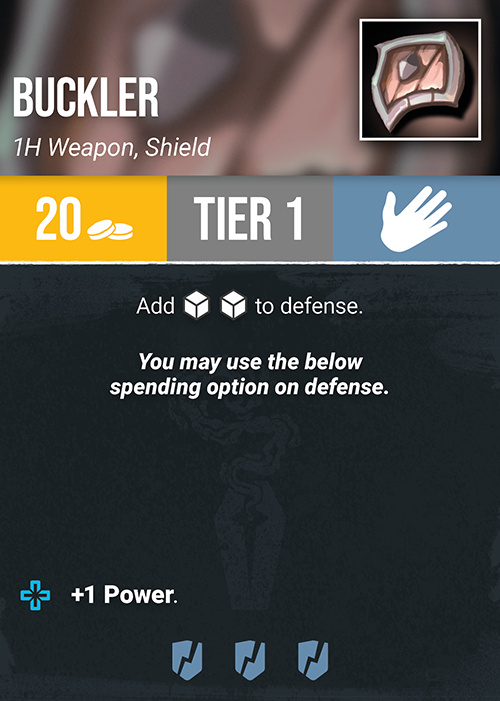 BUCKLER
1H Weapon, Shield
20 TIER 1
Add to defense.
You may use the below
spending option on defense.
+1 Power.